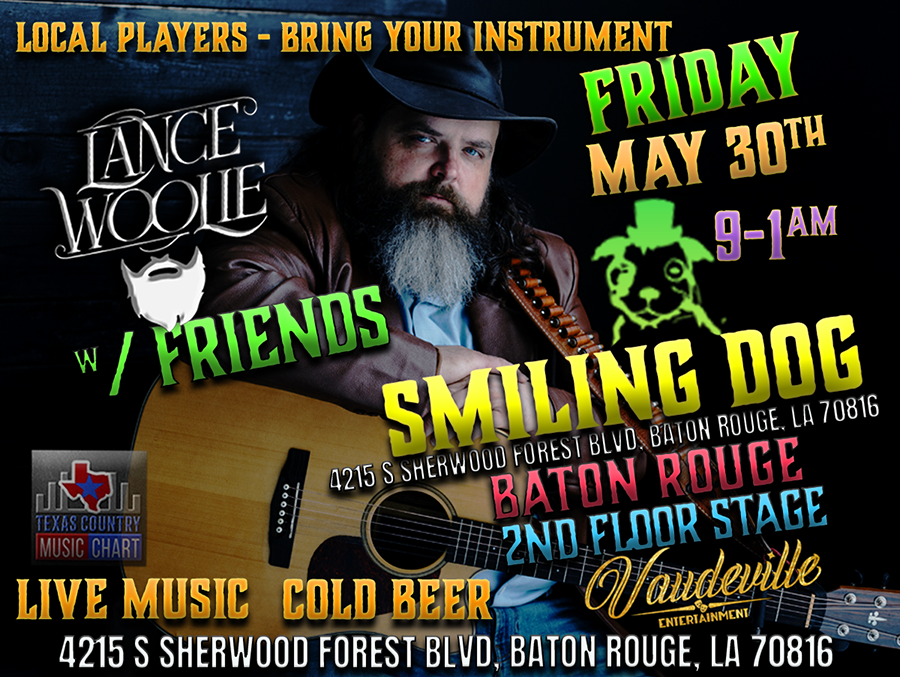 LOCAL PLAYERS - BRING YOUR INSTRUMENT
LANCE
WOOLIE
W / FRIENDS
FRIDAY
MAY 30TH
9-1AM
SMILING DOG
4215 S SHERWOOD FOREST BLVD, BATON ROUGE, LA 70816
BATON ROUGE
2ND FLOOR STAGE
Vaudeville
ENTERTAINMENT
TEXAS COUNTRY
MUSIC CHART
LIVE MUSIC COLD BEER
4215 S SHERWOOD FOREST BLVD, BATON ROUGE, LA 70816